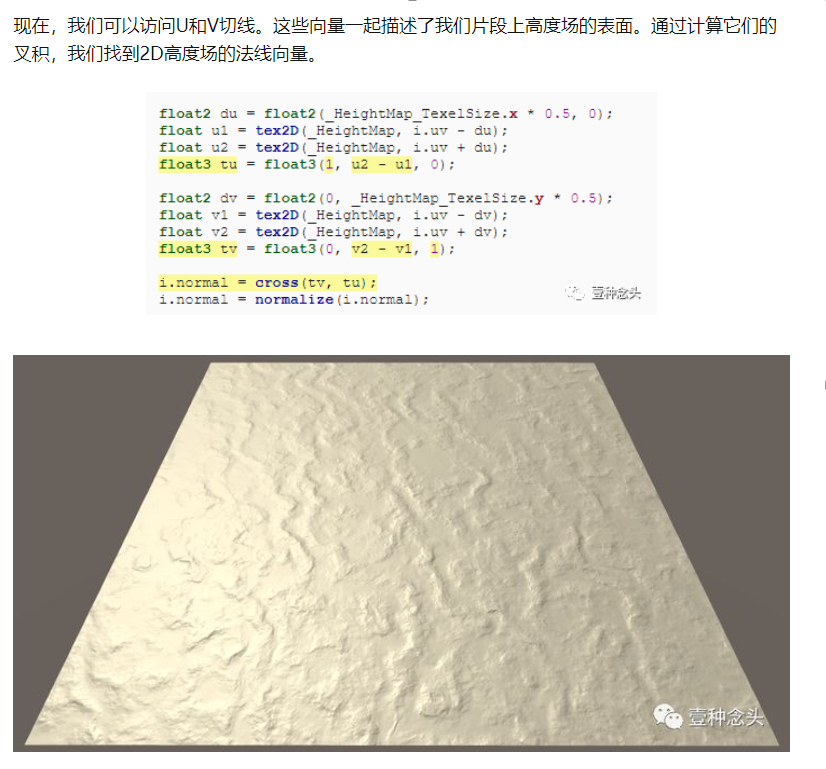 现在，我们可以访问U和V切线。这些向量一起描述了我们片段上高度场的表面。通过计算它们的
叉积，我们找到2D高度场的法线向量。
float2 du = float2(_HeightMap_TexelSize.x * 0.5, 0);
float u1 = tex2D(_HeightMap, i.uv - du);
float u2 = tex2D(_HeightMap, i.uv + du);
float3 tu = float3(1, u2 - u1, 0);
float2 dv = float2(0, _HeightMap_TexelSize.y * 0.5);
float v1 = tex2D(_HeightMap, i.uv - dv);
float v2 = tex2D(_HeightMap, i.uv + dv);
float3 tv = float3(0, v2 - v1, 1);
i.normal = cross(tv, tu);
i.normal = normalize(i.normal);
壹种念头
壹种念头